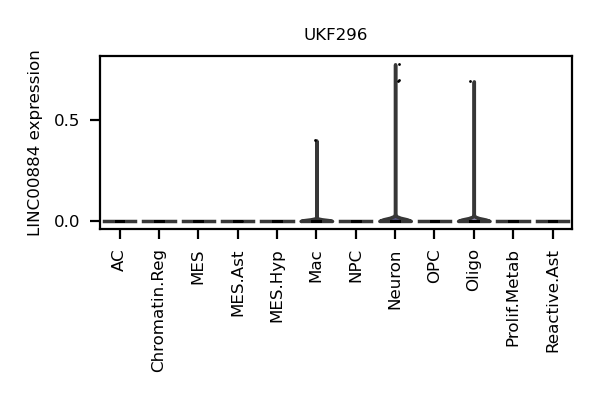 UKF296
LINC00884 expression
0.5
0.0
AC
Chromatin.Reg
MES
MES.Ast
MES.Hyp
Mac
NPC
Neuron
OPC
Oligo
Prolif.Metab
Reactive.Ast